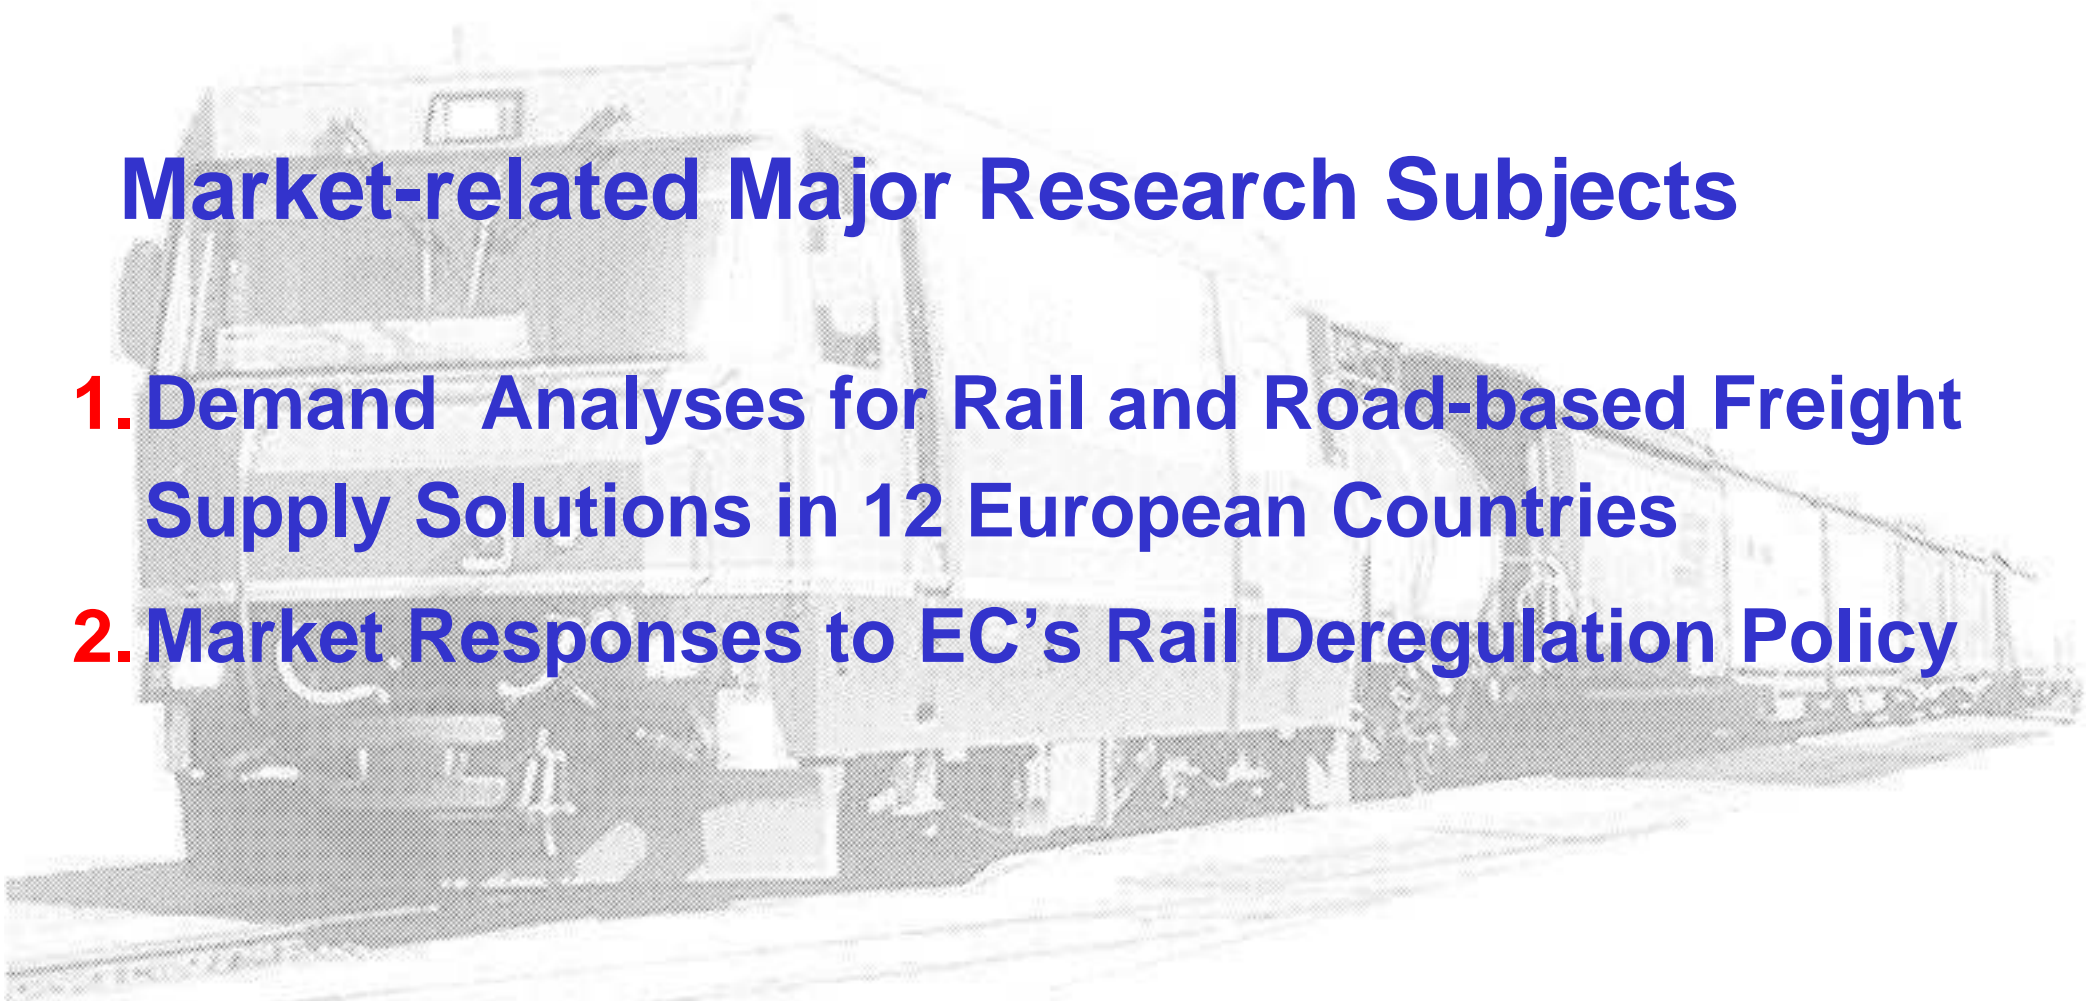 Market-related Major Research Subjects
1. Demand Analyses for Rail and Road-based Freight
Supply Solutions in 12 European Countries
2. Market Responses to EC’s Rail Deregulation Policy